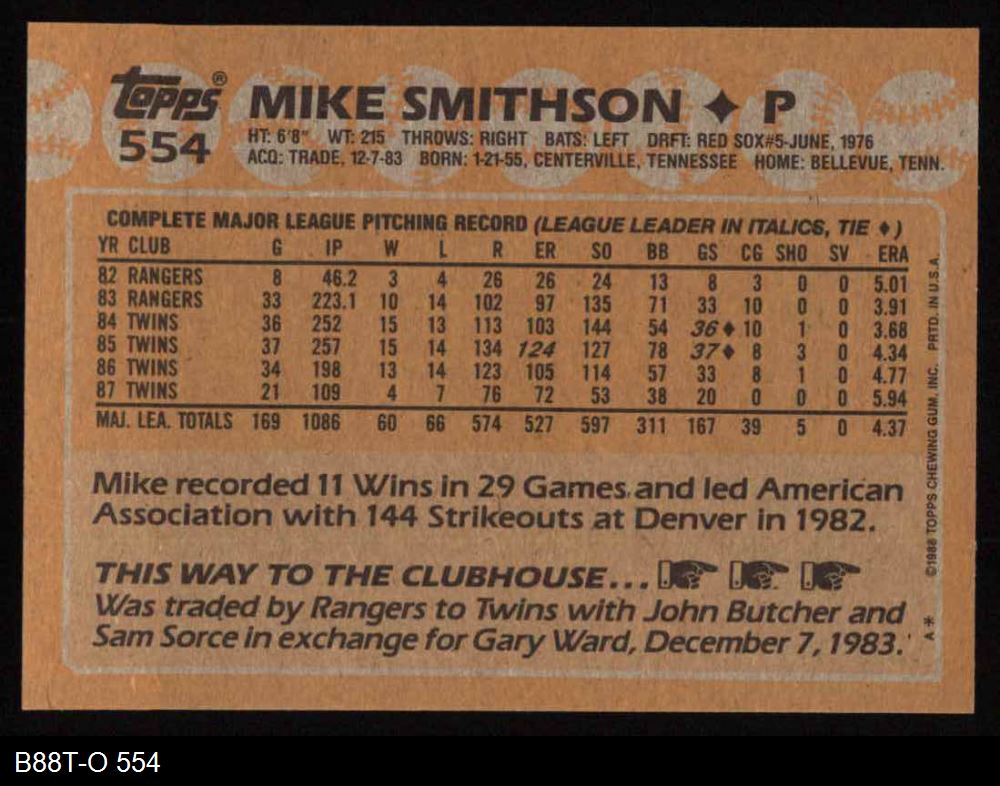 Topps®
554
MIKE SMITHSON ♦ P
HT: 6'8" WT: 215 THROWS: RIGHT BATS: LEFT DRFT: RED SOX#5-JUNE, 1976
ACQ: TRADE, 12-7-83 BORN: 1-21-55, CENTERVILLE, TENNESSEE HOME: BELLEVUE, TENN.
COMPLETE MAJOR LEAGUE PITCHING RECORD (LEAGUE LEADER IN ITALICS, TIE ♦)
YR CLUB G IP W L R ER SO BB GS CG SHO SV ERA
82 RANGERS 8 46.2 3 4 26 26 24 13 8 3 0 0 5.01
83 RANGERS 33 223.1 10 14 102 97 135 71 33 10 0 0 3.91
84 TWINS 36 252 15 13 113 103 144 54 36♦ 10 1 0 3.68
85 TWINS 37 257 15 14 134 124 127 78 37♦ 8 3 0 4.34
86 TWINS 34 198 13 14 123 105 114 57 33 8 1 0 4.77
87 TWINS 21 109 4 7 76 72 53 38 20 0 0 0 5.94
MAJ. LEA. TOTALS 169 1086 60 66 574 527 597 311 167 39 5 0 4.37
Mike recorded 11 Wins in 29 Games and led American
Association with 144 Strikeouts at Denver in 1982.
THIS WAY TO THE CLUBHOUSE...
Was traded by Rangers to Twins with John Butcher and
Sam Sorce in exchange for Gary Ward, December 7, 1983.
A* ©1988 TOPPS CHEWING GUM, INC. PRTD. IN U.S.A.
B88T-O 554